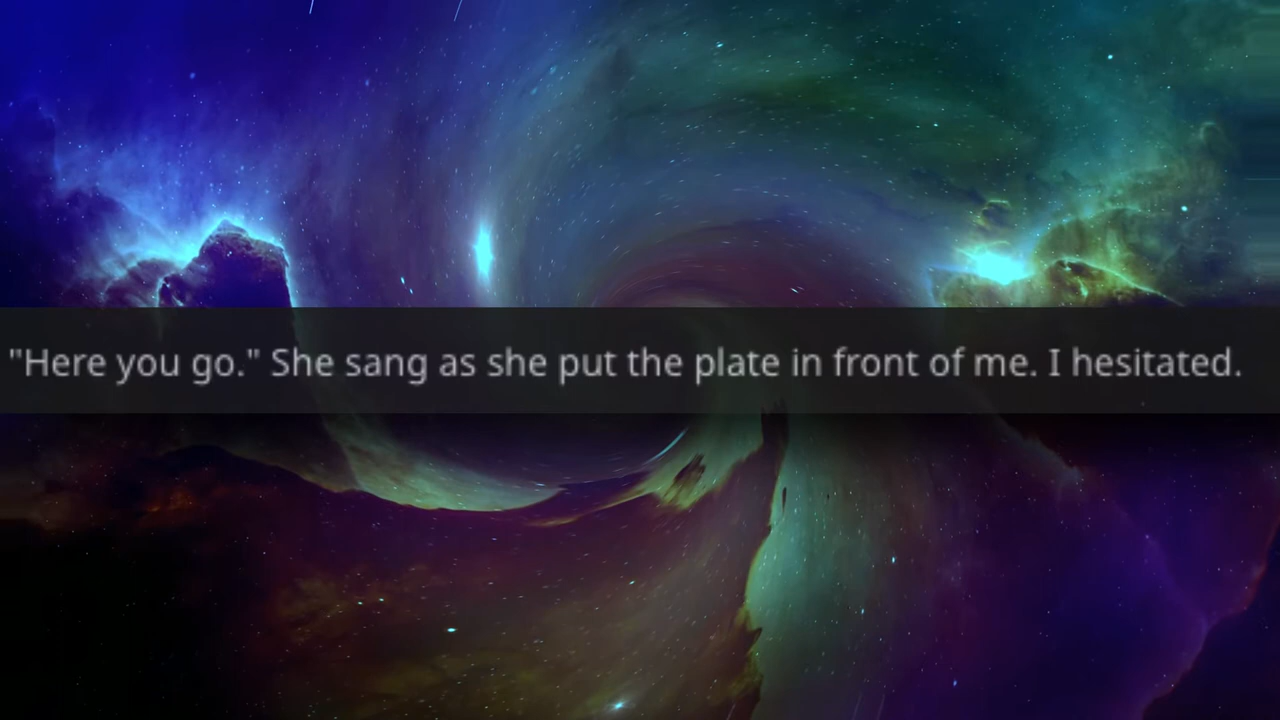 "Here you go." She sang as she put the plate in front of me. I hesitated.